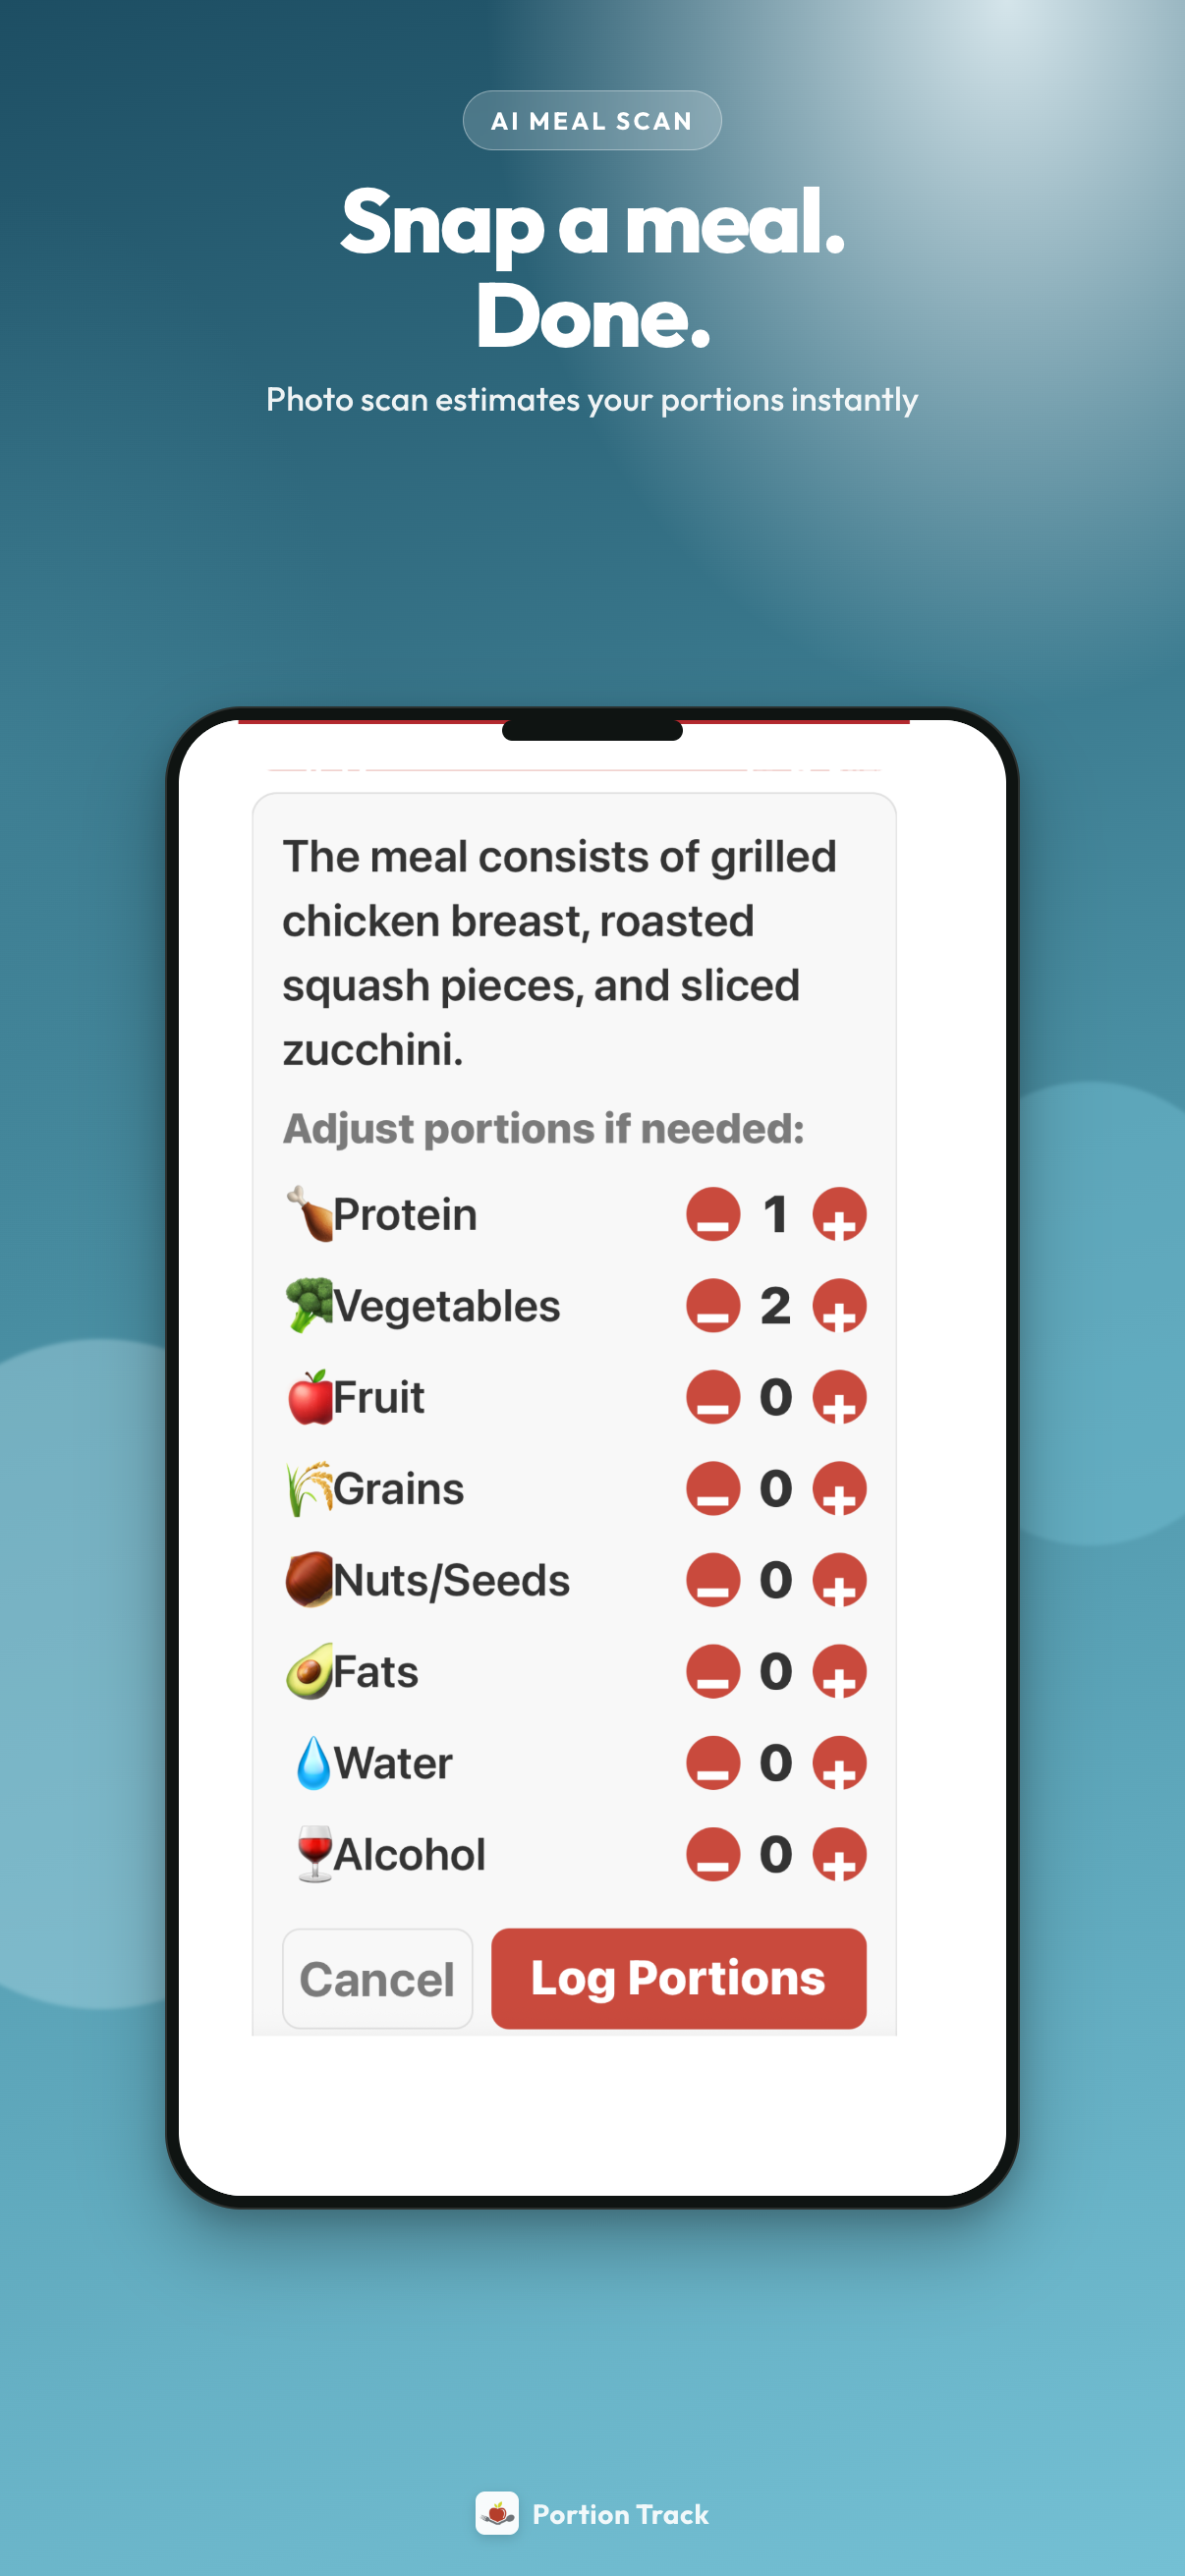 AI MEAL SCAN
Snap a meal.
Done.
Photo scan estimates your portions instantly
The meal consists of grilled
chicken breast, roasted
squash pieces, and sliced
zucchini.
Adjust portions if needed:
Protein − 1 +
Vegetables − 2 +
Fruit − 0 +
Grains − 0 +
Nuts/Seeds − 0 +
Fats − 0 +
Water − 0 +
Alcohol − 0 +
Cancel Log Portions
Portion Track